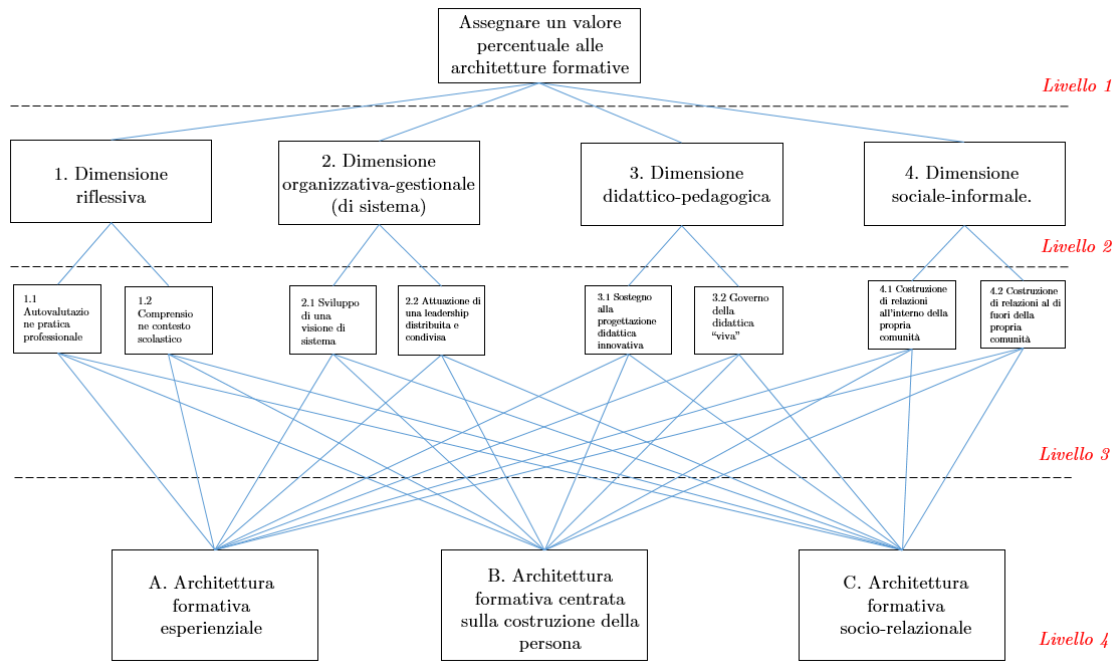 Assegnare un valore
percentuale alle
architetture formative
Livello 1
1. Dimensione
riflessiva
2. Dimensione
organizzativa-gestionale
(di sistema)
3. Dimensione
didattico-pedagogica
4. Dimensione
sociale-informale.
Livello 2
1.1
Autovalutazio
ne pratica
professionale
1.2
Comprensio
ne contesto
scolastico
2.1 Sviluppo
di una
visione di
sistema
2.2 Attuazione di
una leadership
distribuita e
condivisa
3.1 Sostegno
alla
progettazione
didattica
innovativa
3.2 Governo
della
didattica
“viva”
4.1 Costruzione
di relazioni
all'interno della
propria
comunità
4.2 Costruzione
di relazioni al di
fuori della
propria
comunità
Livello 3
A. Architettura
formativa
esperienziale
B. Architettura
formativa centrata
sulla costruzione della
persona
C. Architettura
formativa
socio-relazionale
Livello 4